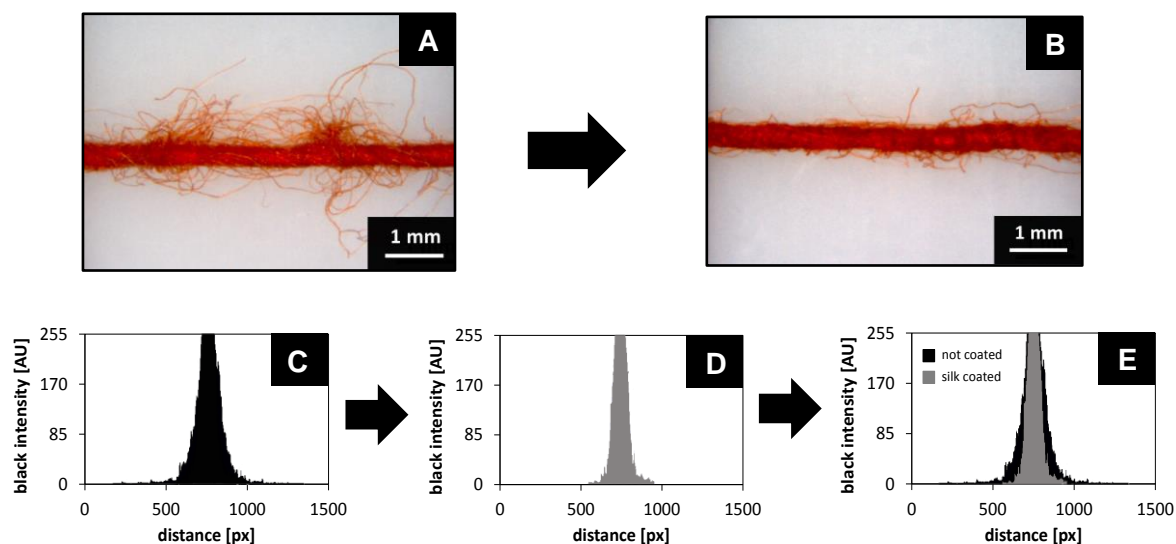 A
1 mm
B
1 mm
black intensity [AU]
255
170
85
0
C
0
500
1000
1500
distance [px]
black intensity [AU]
255
170
85
0
D
0
500
1000
1500
distance [px]
black intensity [AU]
255
170
85
0
not coated
silk coated
E
0
500
1000
1500
distance [px]